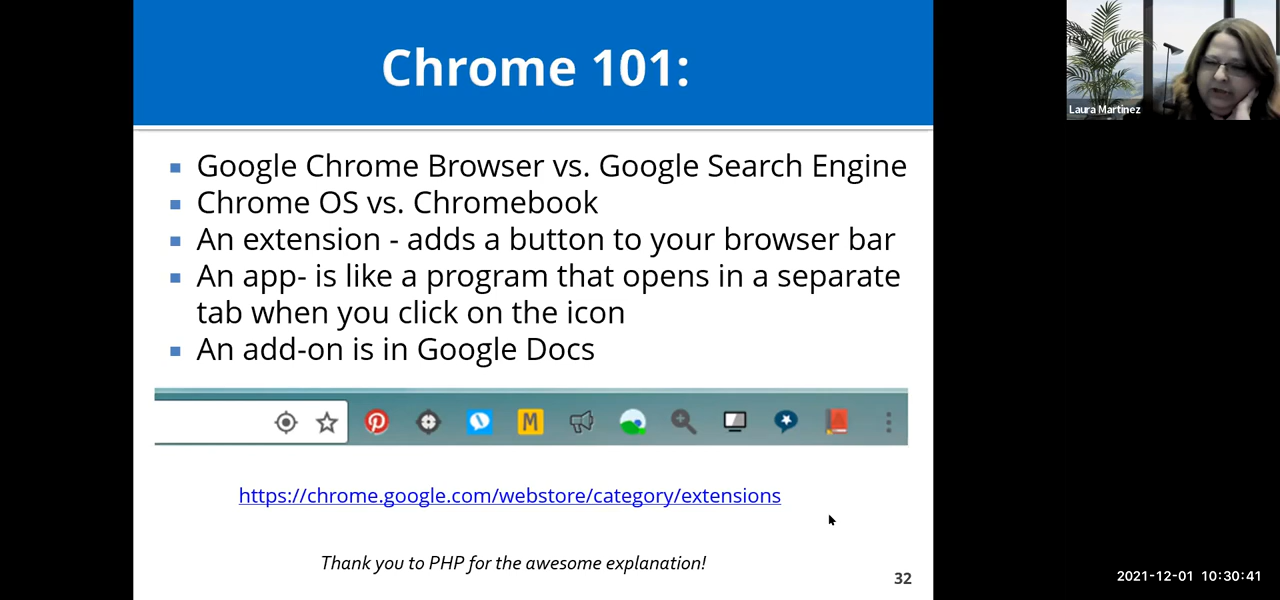 Chrome 101:
Google Chrome Browser vs. Google Search Engine
Chrome OS vs. Chromebook
An extension - adds a button to your browser bar
An app- is like a program that opens in a separate
tab when you click on the icon
An add-on is in Google Docs
M
https://chrome.google.com/webstore/category/extensions
Thank you to PHP for the awesome explanation!
32
Laura Martinez
2021-12-01 10:30:41